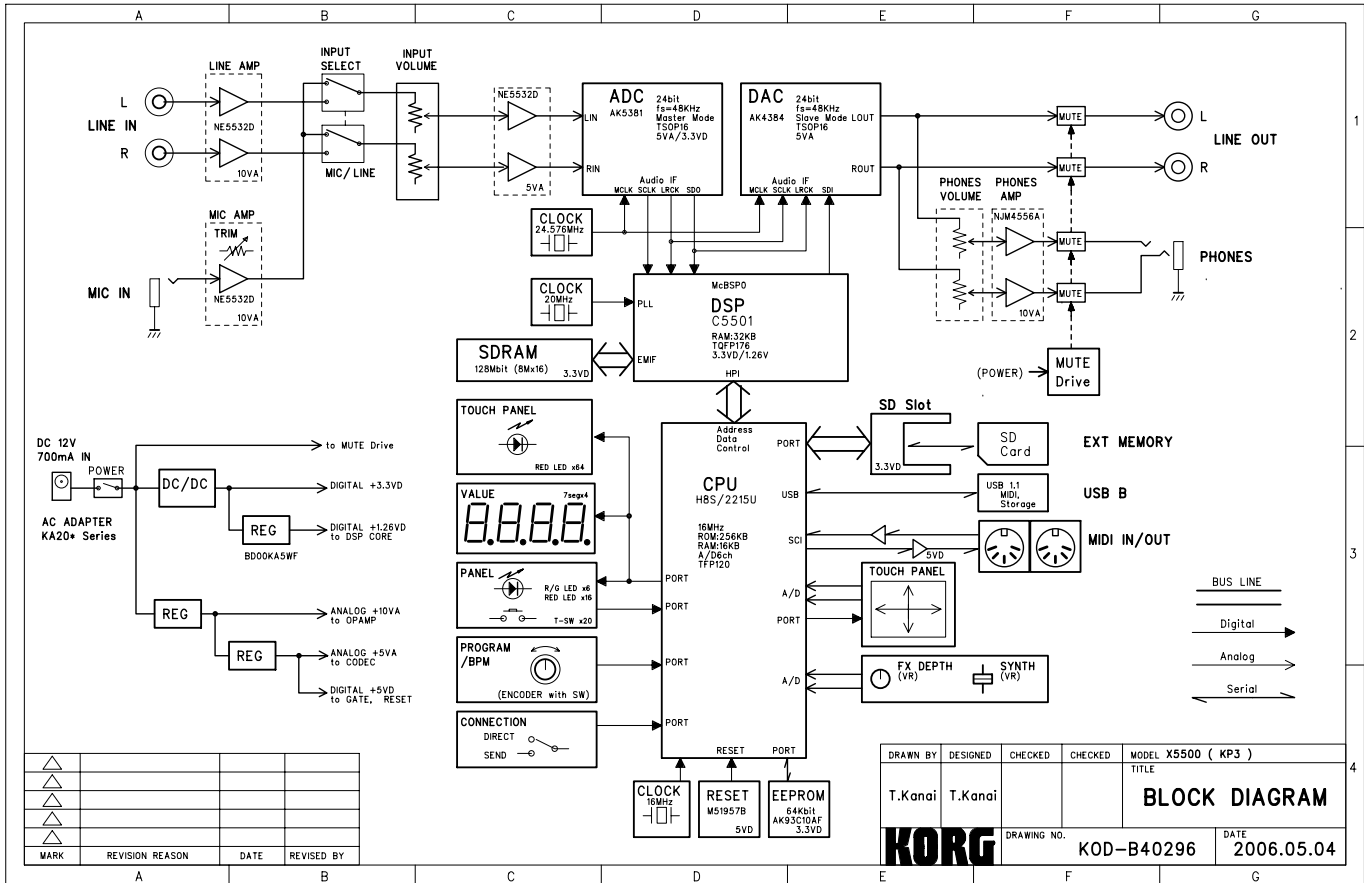 A B C D E F G
LINE AMP
INPUT
SELECT
INPUT
VOLUME
L
LINE IN
R
NE5532D
10VA
MIC/LINE
NE5532D
5VA
ADC
AK5381
24bit
fs=48KHz
Master Mode
TSOP16
5VA/3.3VD
LIN
RIN
Audio IF
MCLK SCLK LRCK SDO
DAC
AK4384
24bit
fs=48KHz
Slave Mode
TSOP16
5VA
LOUT
ROUT
Audio IF
MCLK SCLK LRCK SDI
MUTE
MUTE
L
LINE OUT
R
1
PHONES
VOLUME
PHONES
AMP
NJM4556A
10VA
MUTE
MUTE
PHONES
MIC AMP
TRIM
MIC IN
NE5532D
10VA
CLOCK
24.576MHz
CLOCK
20MHz
McBSP0
DSP
C5501
RAM:32KB
TQFP176
3.3VD/1.26V
PLL
EMIF
HPI
2
SDRAM
128Mbit (8Mx16)
3.3VD
(POWER)
MUTE
Drive
TOUCH PANEL
RED LED x64
VALUE
7segx4
8.8.8.8.
PANEL
R/G LED x6
RED LED x16
T-SW x20
PROGRAM
/BPM
(ENCODER with SW)
CONNECTION
DIRECT
SEND
Address
Data
Control
CPU
H8S/2215U
16MHz
ROM:256KB
RAM:16KB
A/D6ch
TFP120
PORT
PORT
PORT
PORT
PORT
USB
SCI
A/D
PORT
A/D
RESET
PORT
SD Slot
3.3VD
SD
Card
EXT MEMORY
USB 1.1
MIDI,
Storage
USB B
5VD
MIDI IN/OUT
3
TOUCH PANEL
FX DEPTH
(VR)
SYNTH
(VR)
BUS LINE
Digital
Analog
Serial
DC 12V
700mA IN
POWER
AC ADAPTER
KA20* Series
to MUTE Drive
DC/DC
DIGITAL +3.3VD
REG
BD00KA5WF
DIGITAL +1.26VD
to DSP CORE
REG
ANALOG +10VA
to OPAMP
REG
ANALOG +5VA
to CODEC
DIGITAL +5VD
to GATE, RESET
CLOCK
16MHz
RESET
M51957B
5VD
EEPROM
64Kbit
AK93C10AF
3.3VD
MARK REVISION REASON DATE REVISED BY
DRAWN BY DESIGNED CHECKED CHECKED MODEL X5500 ( KP3 )
4
T.Kanai T.Kanai
TITLE
BLOCK DIAGRAM
KORG
DRAWING NO.
KOD-B40296
DATE
2006.05.04
A B C D E F G